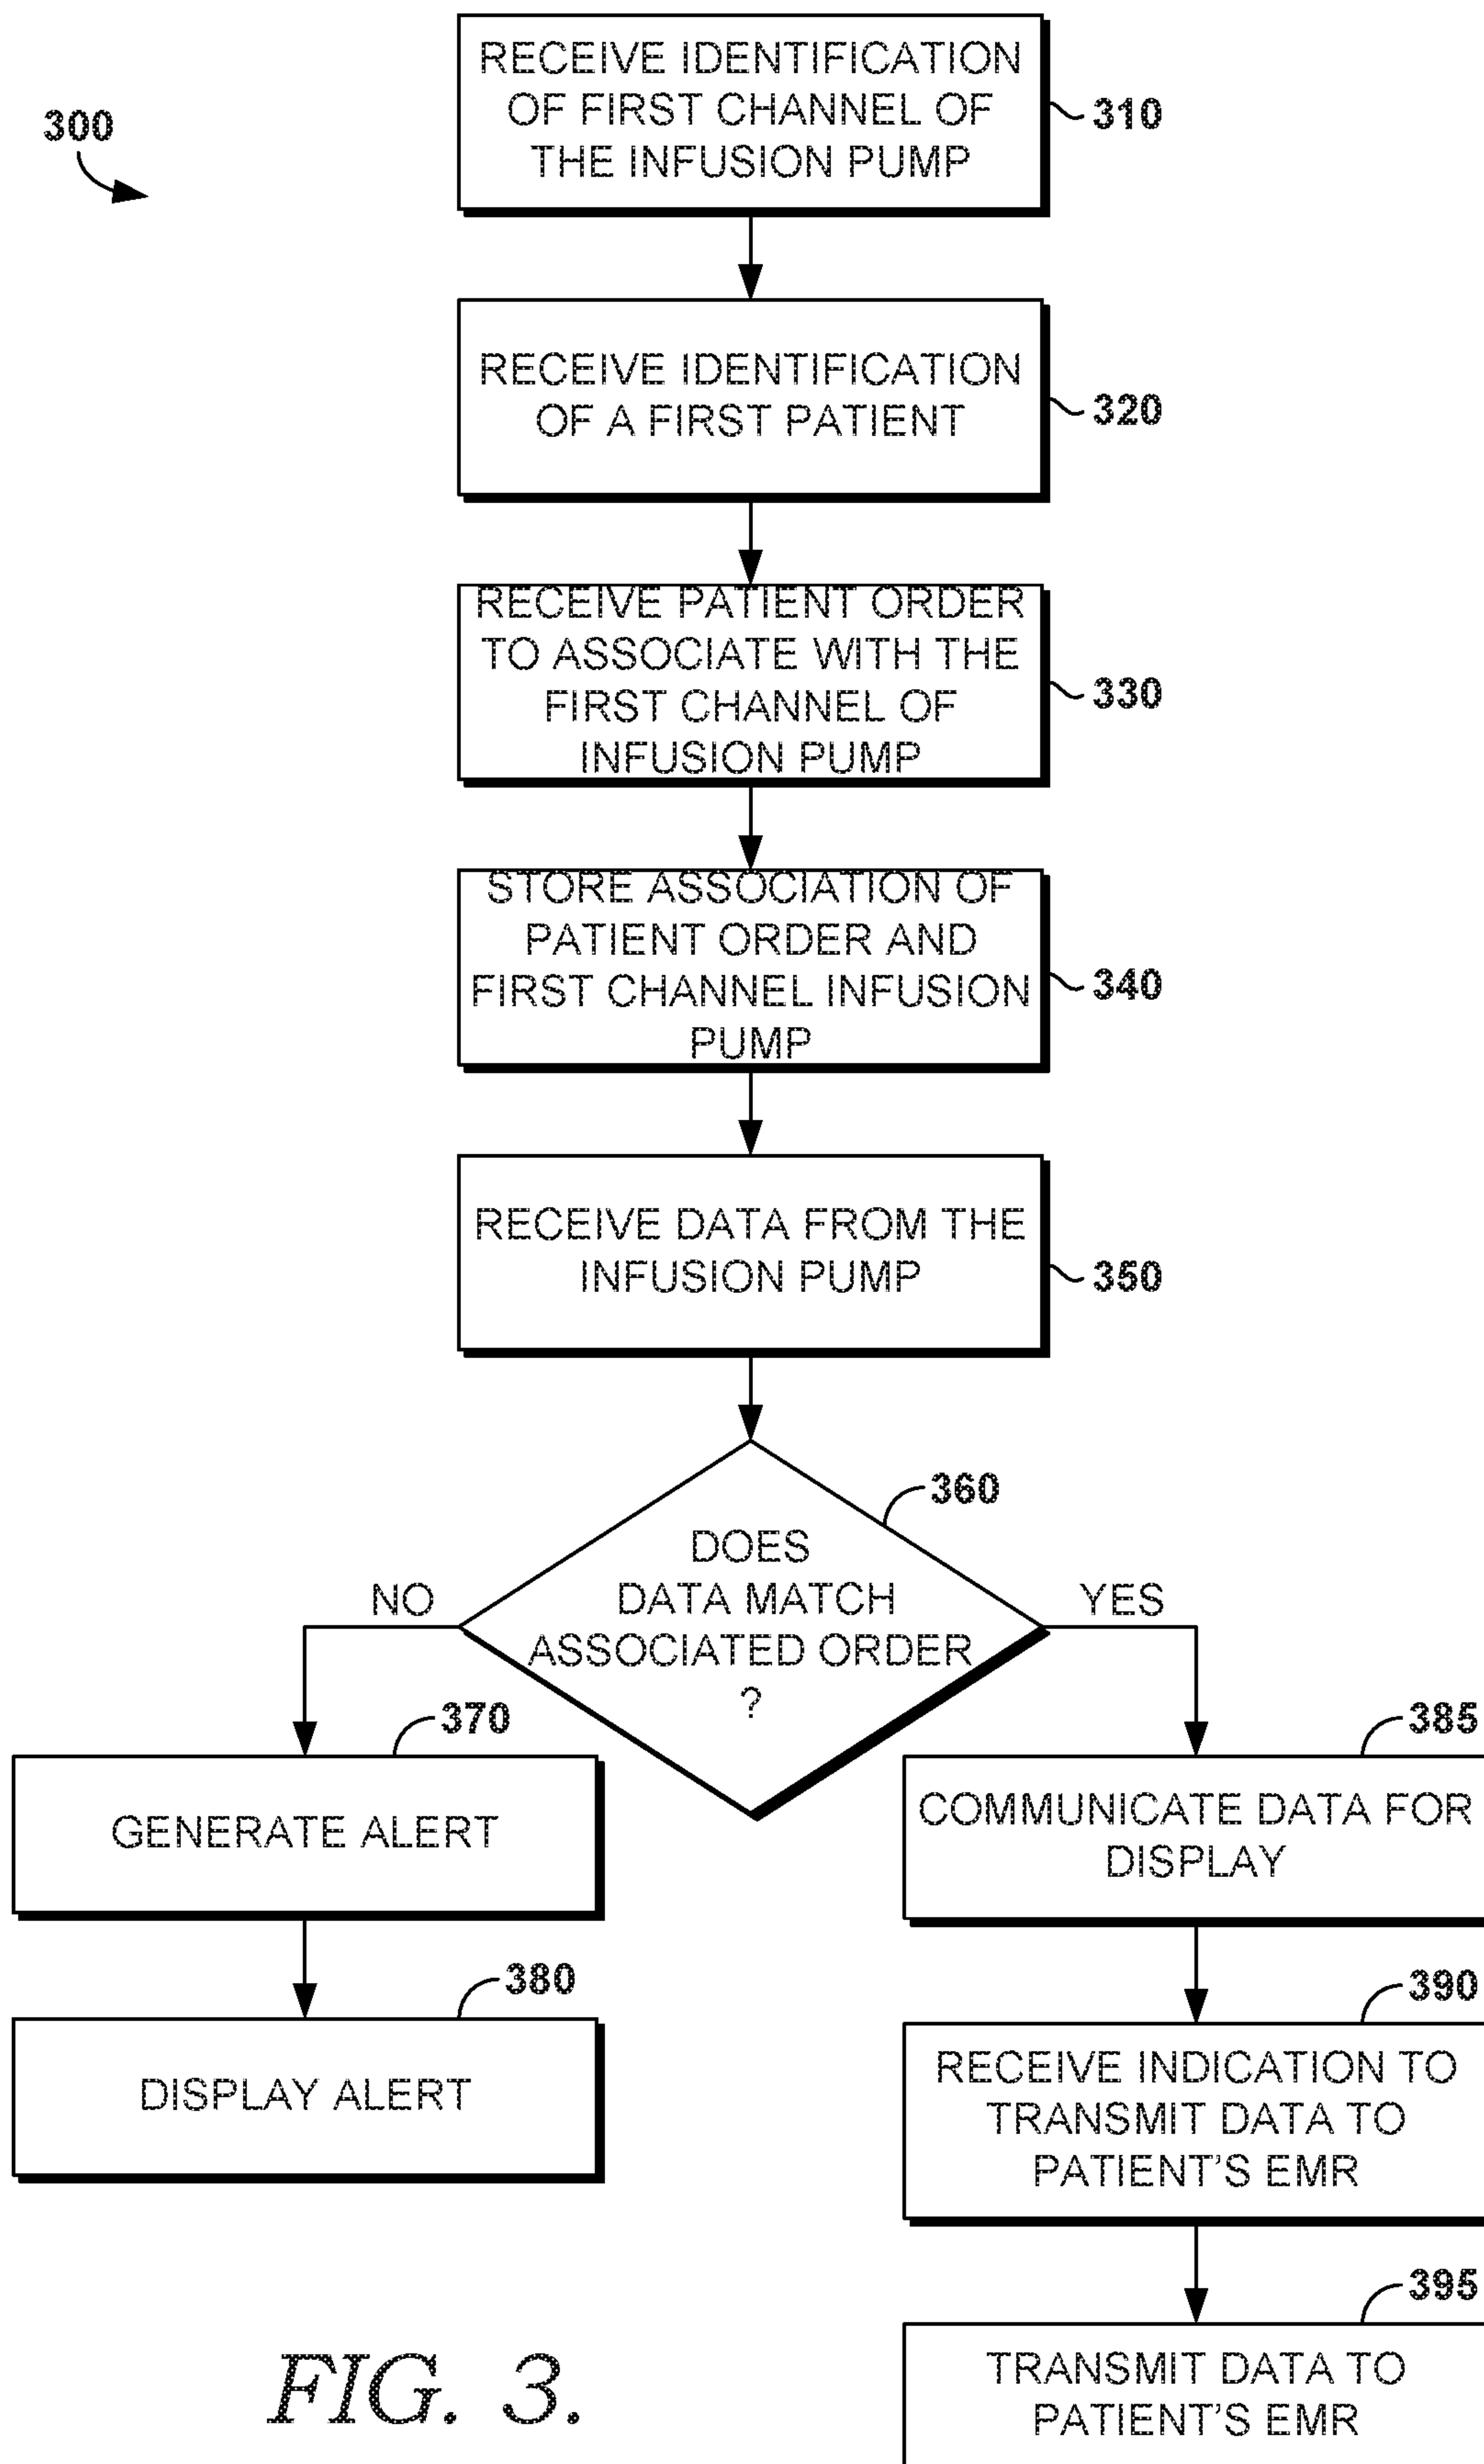 300
RECEIVE IDENTIFICATION
OF FIRST CHANNEL OF
THE INFUSION PUMP
310
RECEIVE IDENTIFICATION
OF A FIRST PATIENT
320
RECEIVE PATIENT ORDER
TO ASSOCIATE WITH THE
FIRST CHANNEL OF
INFUSION PUMP
330
STORE ASSOCIATION OF
PATIENT ORDER AND
FIRST CHANNEL INFUSION
PUMP
340
RECEIVE DATA FROM THE
INFUSION PUMP
350
360
DOES
DATA MATCH
ASSOCIATED ORDER
?
NO
YES
370
GENERATE ALERT
380
DISPLAY ALERT
385
COMMUNICATE DATA FOR
DISPLAY
390
RECEIVE INDICATION TO
TRANSMIT DATA TO
PATIENT'S EMR
395
TRANSMIT DATA TO
PATIENT'S EMR
FIG. 3.